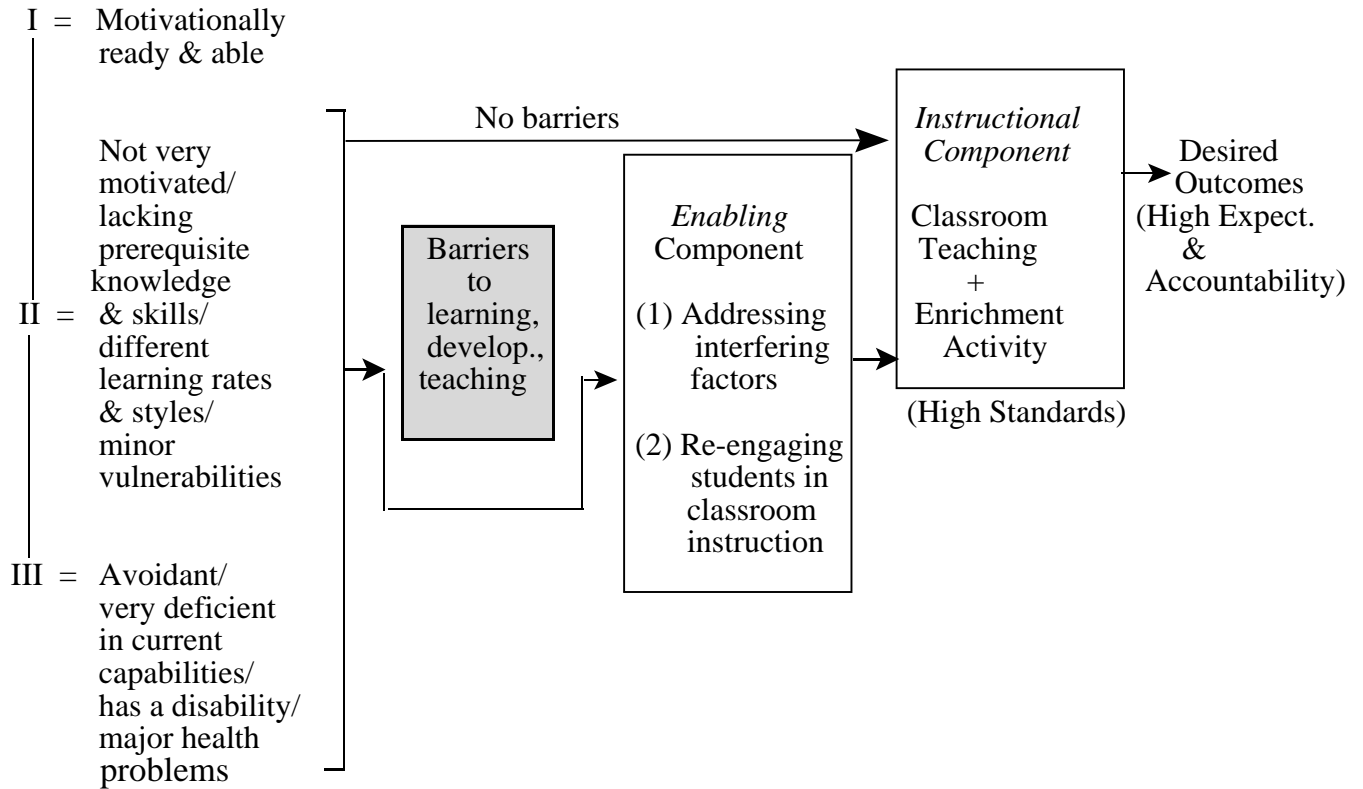 I = Motivationally
ready & able
No barriers
Not very
motivated/
lacking
prerequisite
knowledge
II = & skills/
different
learning rates
& styles/
minor
vulnerabilities
III = Avoidant/
very deficient
in current
capabilities/
has a disability/
major health
problems
Barriers
to
learning,
develop.,
teaching
Enabling
Component
(1) Addressing
interfering
factors
(2) Re-engaging
students in
classroom
instruction
Instructional
Component
Classroom
Teaching
+
Enrichment
Activity
(High Standards)
Desired
Outcomes
(High Expect.
&
Accountability)